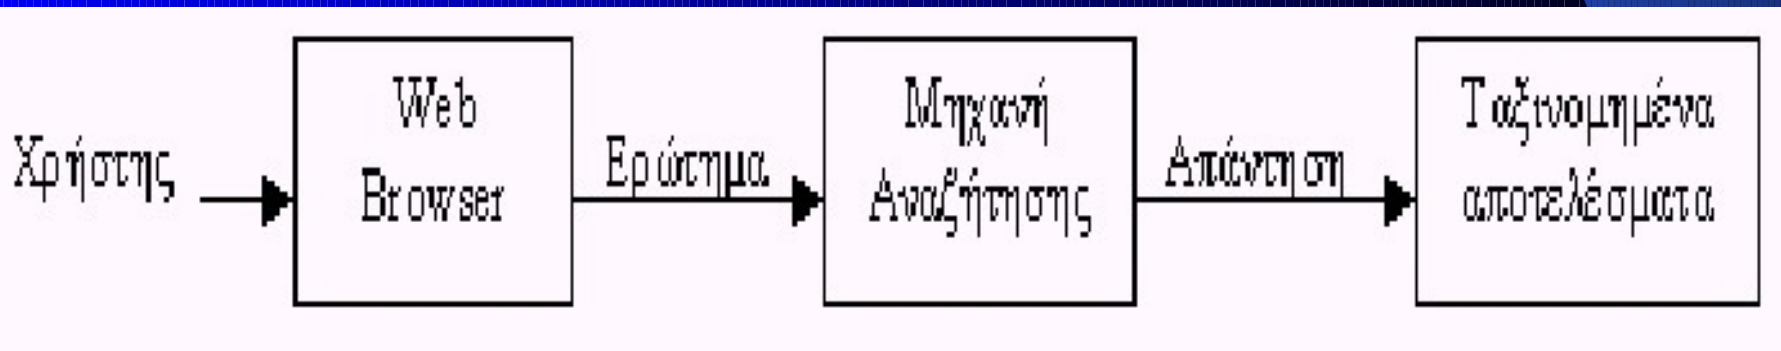 Χρήστης
Web
Browser
Ερώτημα
Μηχανή
Αναζήτησης
Απάντηση
Ταξινομημένα
αποτελέσματα